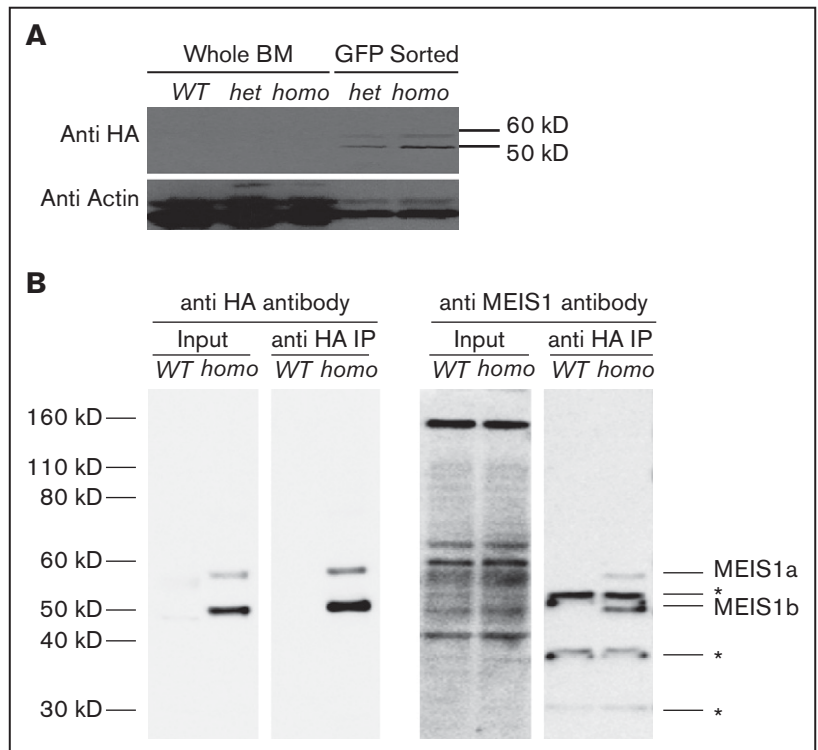 A
Whole BM GFP Sorted
WT het homo het homo
Anti HA
60 kD
50 kD
Anti Actin
B
anti HA antibody anti MEIS1 antibody
Input anti HA IP Input anti HA IP
WT homo WT homo WT homo WT homo
160 kD
110 kD
80 kD
60 kD
MEIS1a
*
50 kD
MEIS1b
40 kD
*
30 kD
*